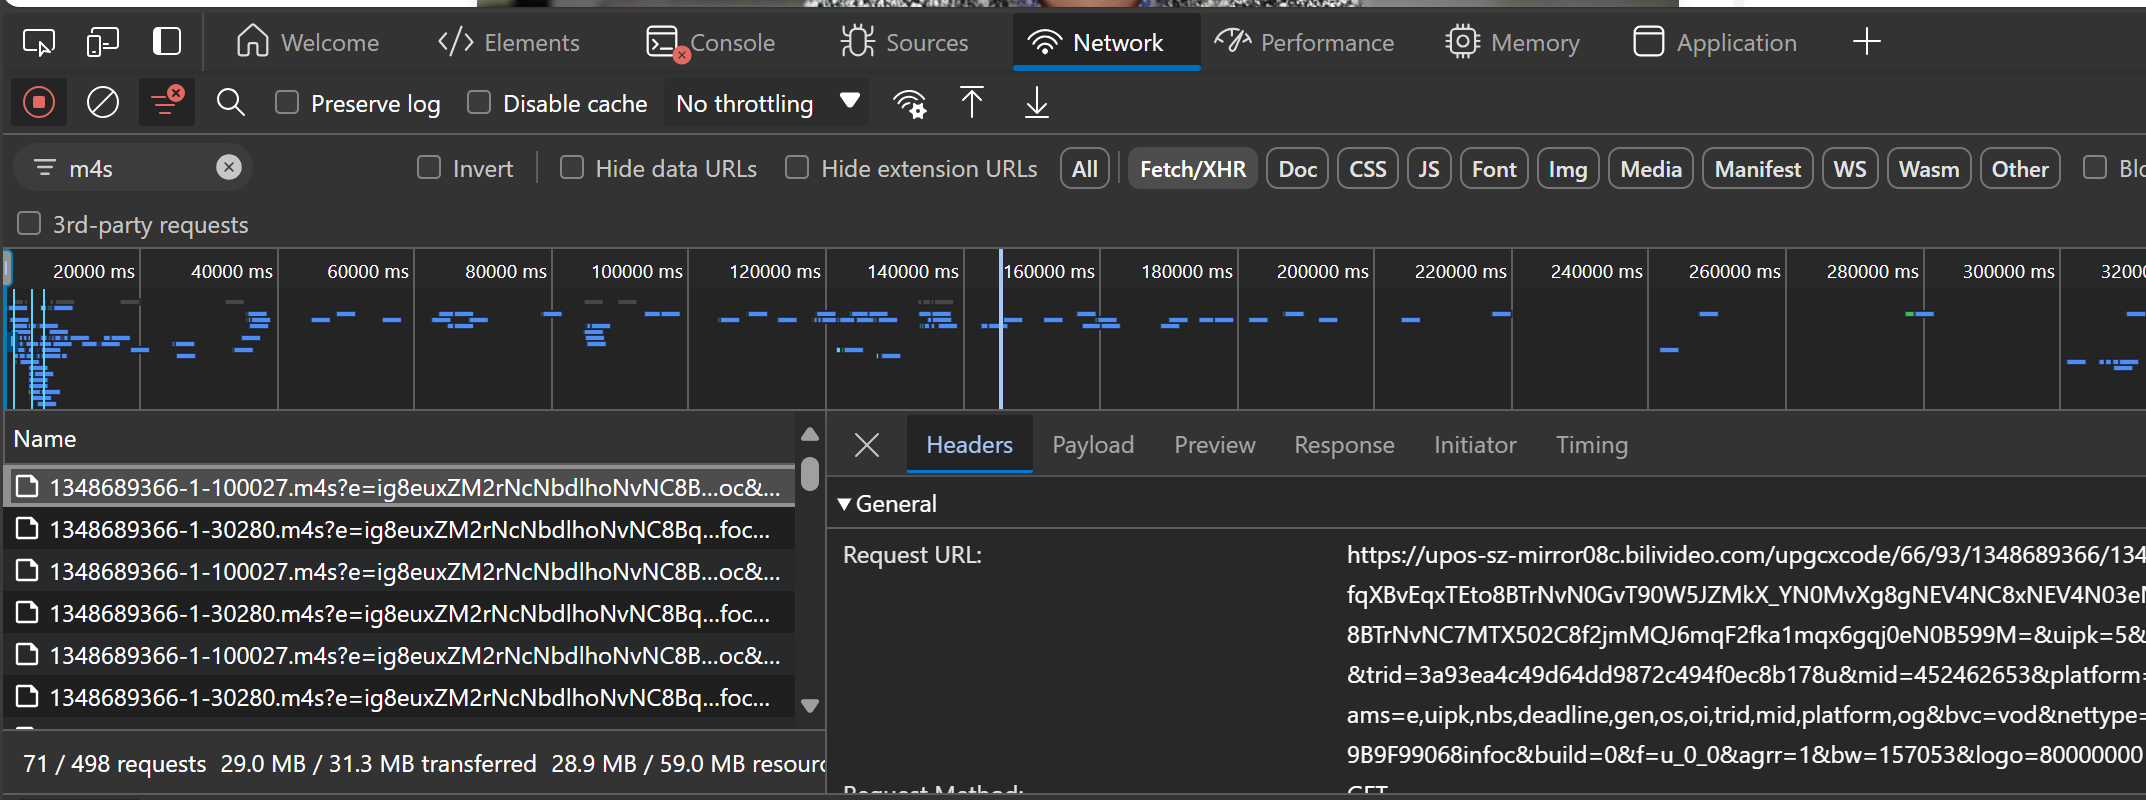 Welcome Elements Console Sources Network Performance Memory Application
Preserve log Disable cache No throttling
m4s Invert Hide data URLs Hide extension URLs All Fetch/XHR Doc CSS JS Font Img Media Manifest WS Wasm Other Blo
3rd-party requests
20000 ms 40000 ms 60000 ms 80000 ms 100000 ms 120000 ms 140000 ms 160000 ms 180000 ms 200000 ms 220000 ms 240000 ms 260000 ms 280000 ms 300000 ms 32000
Name
1348689366-1-100027.m4s?e=ig8euxZM2rNcNbdlhoNvNC8B...oc&...
1348689366-1-30280.m4s?e=ig8euxZM2rNcNbdlhoNvNC8Bq...foc...
1348689366-1-100027.m4s?e=ig8euxZM2rNcNbdlhoNvNC8B...oc&...
1348689366-1-30280.m4s?e=ig8euxZM2rNcNbdlhoNvNC8Bq...foc...
1348689366-1-100027.m4s?e=ig8euxZM2rNcNbdlhoNvNC8B...oc&...
1348689366-1-30280.m4s?e=ig8euxZM2rNcNbdlhoNvNC8Bq...foc...
71 / 498 requests 29.0 MB / 31.3 MB transferred 28.9 MB / 59.0 MB resourc
Headers Payload Preview Response Initiator Timing
General
Request URL:
https://upos-sz-mirror08c.bilivideo.com/upgcxcode/66/93/1348689366/134
fqXBvEqxTEto8BTrNvN0GvT90W5JZMkX_YN0MvXg8gNEV4NC8xNEV4N03eN
8BTrNvNC7MTX502C8f2jmMQJ6mqF2fka1mqx6gqj0eN0B599M=&uipk=5&
&trid=3a93ea4c49d64dd9872c494f0ec8b178u&mid=452462653&platform=
ams=e,uipk,nbs,deadline,gen,os,oi,trid,mid,platform,og&bvc=vod&nettype=
9B9F99068infoc&build=0&f=u_0_0&agrr=1&bw=157053&logo=80000000
Request Method:
GET